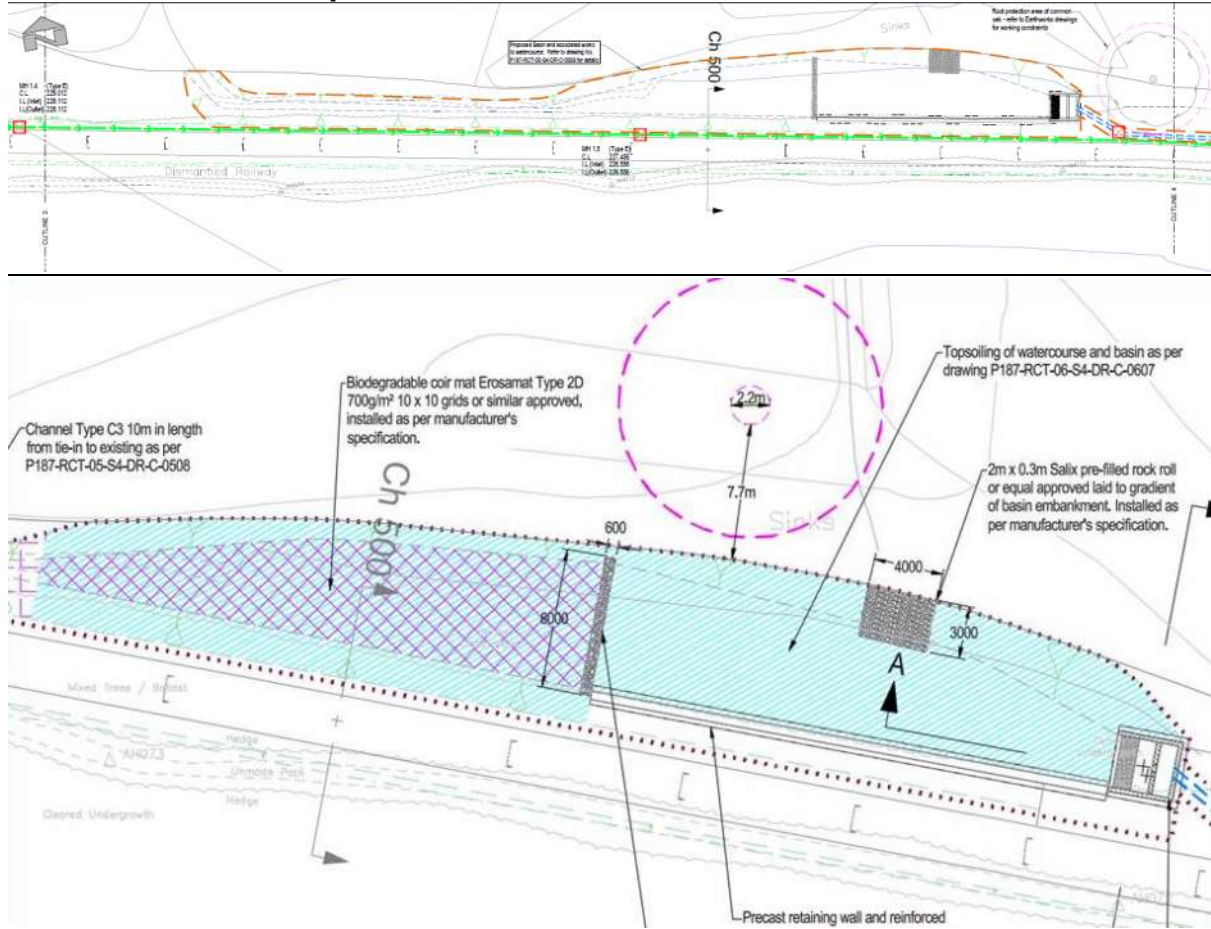 Sinks
Root protection area of common
oak - refer to Earthworks drawings
for working constraints
Proposed Basin and associated works
to watercourse. Refer to drawing No.
Ch 500
MH 1.4 (Type E)
MH 1.5 (Type E)
Dismantled Railway
Biodegradable coir mat Erosamat Type 2D
700g/m² 10 x 10 grids or similar approved,
installed as per manufacturer's
specification.
Topsoiling of watercourse and basin as per
drawing P187-RCT-06-S4-DR-C-0607
2.2m
Channel Type C3 10m in length
from tie-in to existing as per
P187-RCT-05-S4-DR-C-0508
2m x 0.3m Salix pre-filled rock roll
or equal approved laid to gradient
of basin embankment. Installed as
per manufacturer's specification.
7.7m
Ch 500
Sinks
600
4000
8000
3000
A
Mixed Trees / Ballast
Hedge
AH073
Unmade Path
Hedge
Cleared Undergrowth
Precast retaining wall and reinforced